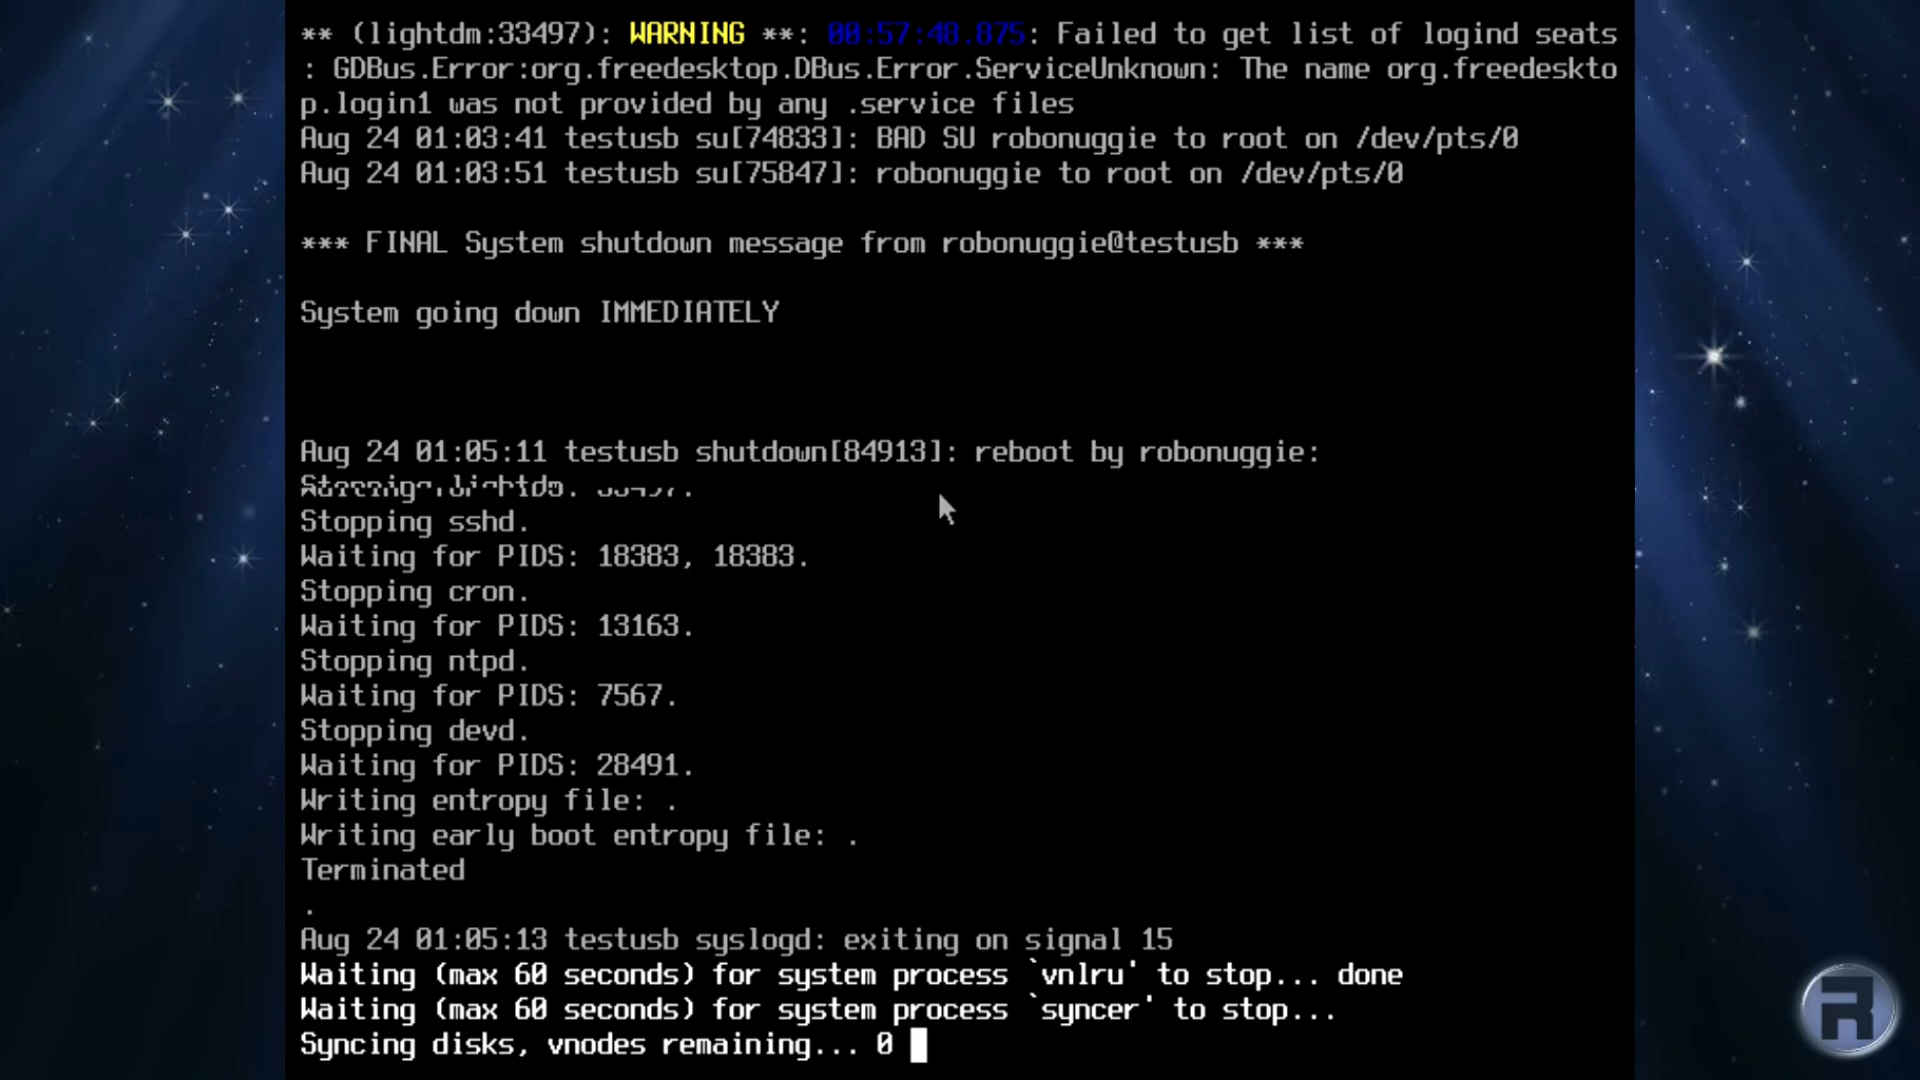 ** (lightdm:33497): WARNING **: 00:57:48.875: Failed to get list of logind seats
: GDBus.Error:org.freedesktop.DBus.Error.ServiceUnknown: The name org.freedeskto
p.login1 was not provided by any .service files
Aug 24 01:03:41 testusb su[74833]: BAD SU robonuggie to root on /dev/pts/0
Aug 24 01:03:51 testusb su[75847]: robonuggie to root on /dev/pts/0
*** FINAL System shutdown message from robonuggie@testusb ***
System going down IMMEDIATELY
Aug 24 01:05:11 testusb shutdown[84913]: reboot by robonuggie:
Stopping sshd.
Waiting for PIDS: 18383, 18383.
Stopping cron.
Waiting for PIDS: 13163.
Stopping ntpd.
Waiting for PIDS: 7567.
Stopping devd.
Waiting for PIDS: 28491.
Writing entropy file: .
Writing early boot entropy file: .
Terminated
.
Aug 24 01:05:13 testusb syslogd: exiting on signal 15
Waiting (max 60 seconds) for system process `vnlru' to stop... done
Waiting (max 60 seconds) for system process `syncer' to stop...
Syncing disks, vnodes remaining... 0
R